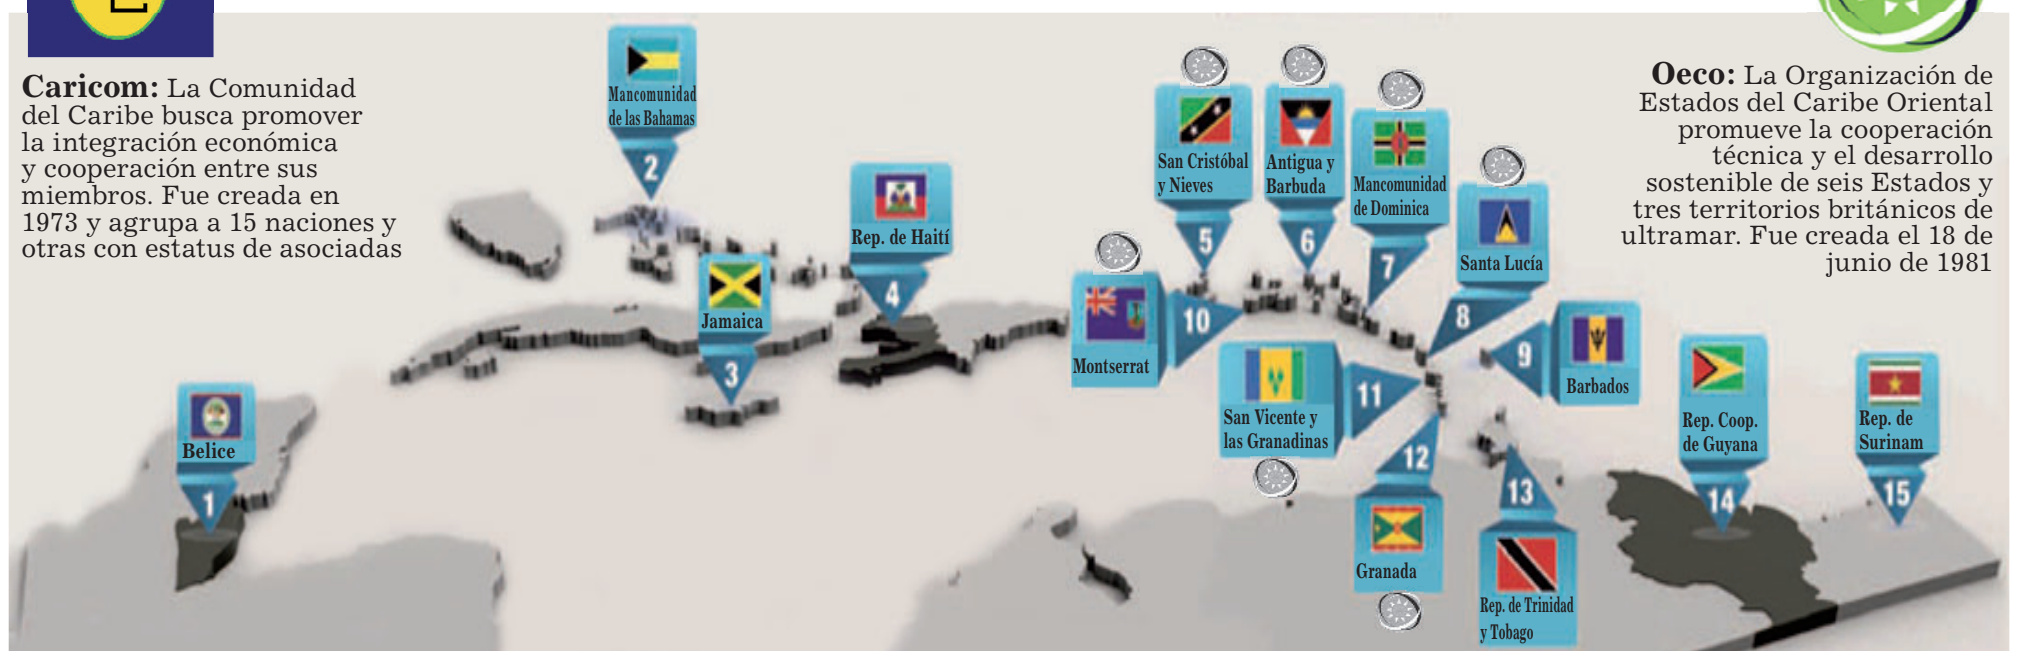 Caricom: La Comunidad
del Caribe busca promover
la integración económica
y cooperación entre sus
miembros. Fue creada en
1973 y agrupa a 15 naciones y
otras con estatus de asociadas
Oeco: La Organización de
Estados del Caribe Oriental
promueve la cooperación
técnica y el desarrollo
sostenible de seis Estados y
tres territorios británicos de
ultramar. Fue creada el 18 de
junio de 1981
Belice
1
Mancomunidad
de las Bahamas
2
Jamaica
3
Rep. de Haití
4
San Cristóbal
y Nieves
5
Antigua y
Barbuda
6
Mancomunidad
de Dominica
7
Santa Lucía
8
9
Barbados
10
Montserrat
11
San Vicente y
las Granadinas
12
Granada
13
Rep. de Trinidad
y Tobago
Rep. Coop.
de Guyana
14
Rep. de
Surinam
15